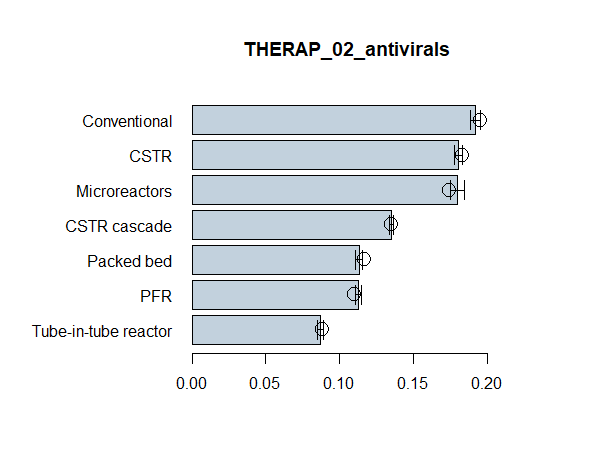 THERAP_02_antivirals
Conventional
CSTR
Microreactors
CSTR cascade
Packed bed
PFR
Tube-in-tube reactor
0.00 0.05 0.10 0.15 0.20